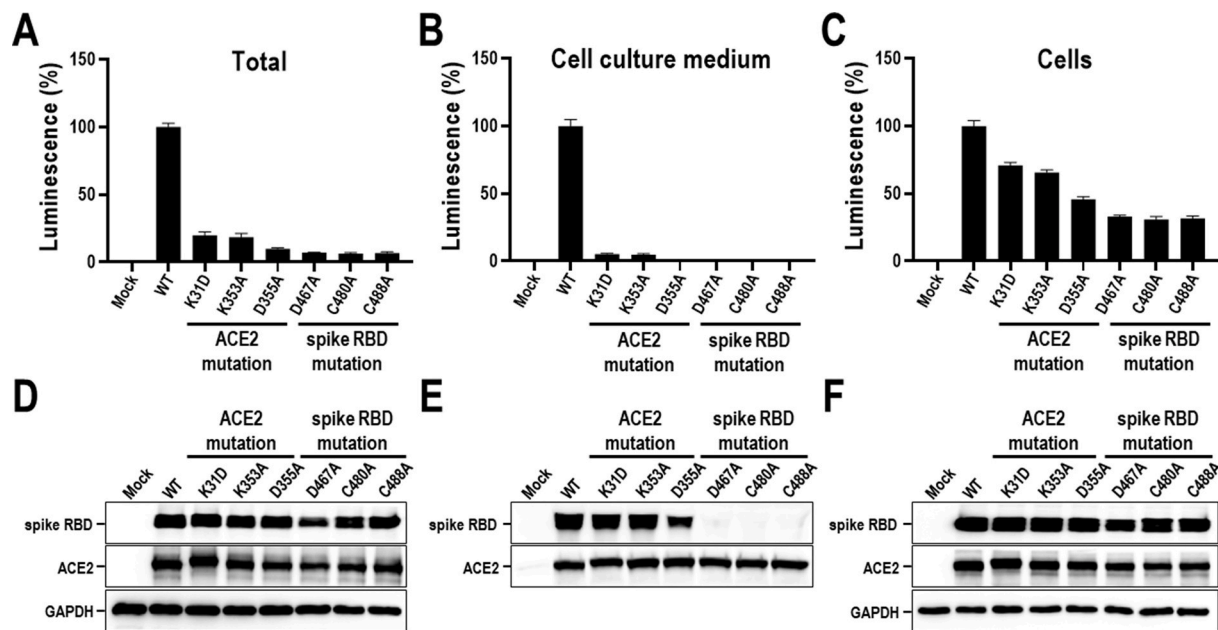 A
Total
Luminescence (%)
150
100
50
0
Mock
WT
K31D
K353A
D355A
D467A
C480A
C488A
ACE2
mutation
spike RBD
mutation
B
Cell culture medium
Luminescence (%)
150
100
50
0
Mock
WT
K31D
K353A
D355A
D467A
C480A
C488A
ACE2
mutation
spike RBD
mutation
C
Cells
Luminescence (%)
150
100
50
0
Mock
WT
K31D
K353A
D355A
D467A
C480A
C488A
ACE2
mutation
spike RBD
mutation
D
ACE2
mutation
spike RBD
mutation
Mock
WT
K31D
K353A
D355A
D467A
C480A
C488A
spike RBD
ACE2
GAPDH
E
ACE2
mutation
spike RBD
mutation
Mock
WT
K31D
K353A
D355A
D467A
C480A
C488A
spike RBD
ACE2
F
ACE2
mutation
spike RBD
mutation
Mock
WT
K31D
K353A
D355A
D467A
C480A
C488A
spike RBD
ACE2
GAPDH